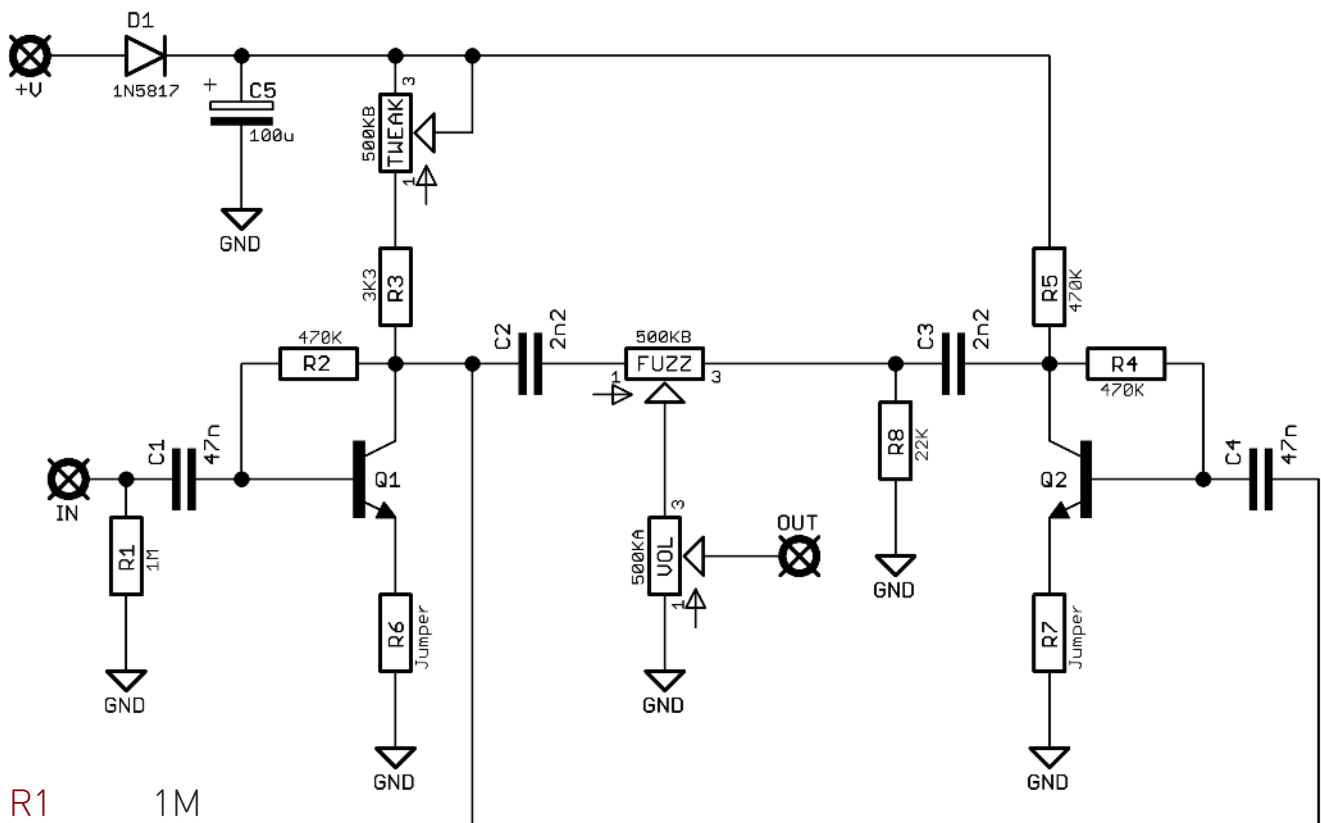 D1
+V
1N5817
+
C5
100u
GND
3
500KB
TWEAK
1
3K3
R3
470K
R2
C2
2n2
500KB
1
FUZZ
3
C3
2n2
R5
470K
R4
470K
C1
47n
IN
R1
1M
GND
Q1
R6
Jumper
GND
3
500KA
VOL
1
OUT
GND
R8
22K
GND
Q2
C4
47n
R7
Jumper
GND
R1 1M